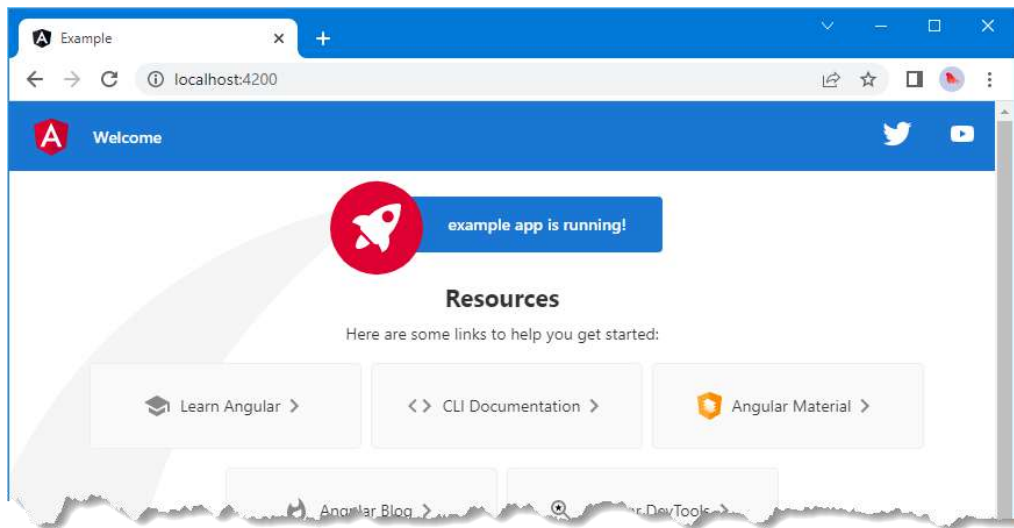 Example
localhost:4200
Welcome
example app is running!
Resources
Here are some links to help you get started:
Learn Angular
CLI Documentation
Angular Material
Angular Blog
DevTools